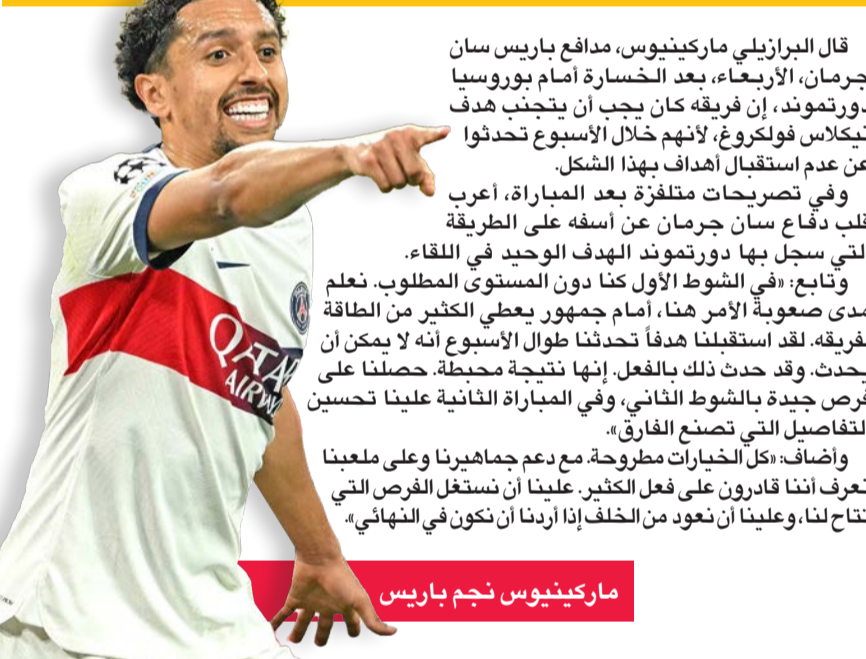 قال البرازيلي ماركينيوس، مدافع باريس سان
جرمان، الأربعاء، بعد الخسارة أمام بوروسيا
دورتموند، إن فريقه كان يجب أن يتجنب هدف
نيكلاس فولكروغ، لأنهم خلال الأسبوع تحدثوا
عن عدم استقبال أهداف بهذا الشكل.
وفي تصريحات متلفزة بعد المباراة، أعرب
قلب دفاع سان جرمان عن أسفه على الطريقة
التي سجل بها دورتموند الهدف الوحيد في اللقاء.
وتابع: «في الشوط الأول كنا دون المستوى المطلوب. نعلم
مدى صعوبة الأمر هنا، أمام جمهور يعطي الكثير من الطاقة
لفريقه. لقد استقبلنا هدفاً تحدثنا طوال الأسبوع أنه لا يمكن أن
يحدث. وقد حدث ذلك بالفعل. إنها نتيجة محبطة. حصلنا على
فرص جيدة بالشوط الثاني، وفي المباراة الثانية علينا تحسين
التفاصيل التي تصنع الفارق».
وأضاف: «كل الخيارات مطروحة. مع دعم جماهيرنا وعلى ملعبنا
نعرف أننا قادرون على فعل الكثير. علينا أن نستغل الفرص التي
تتاح لنا، وعلينا أن نعود من الخلف إذا أردنا أن نكون في النهائي».
QATAR
AIRWA
ماركينيوس نجم باريس